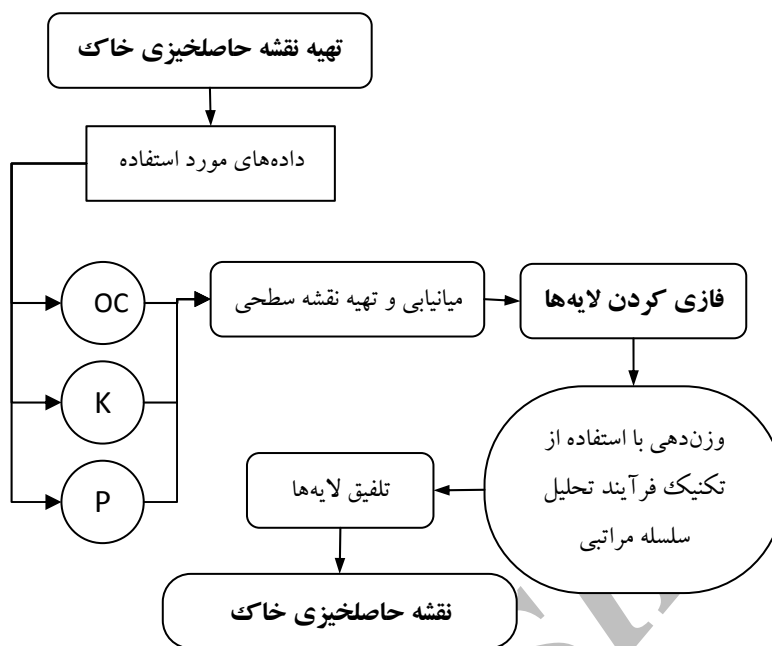 تهیه نقشه حاصلخیزی خاک
داده‌های مورد استفاده
OC
K
P
میانیابی و تهیه نقشه سطحی
فازی کردن لایه‌ها
وزن‌دهی با استفاده از
تکنیک فرآیند تحلیل
سلسله مراتبی
تلفیق لایه‌ها
نقشه حاصلخیزی خاک